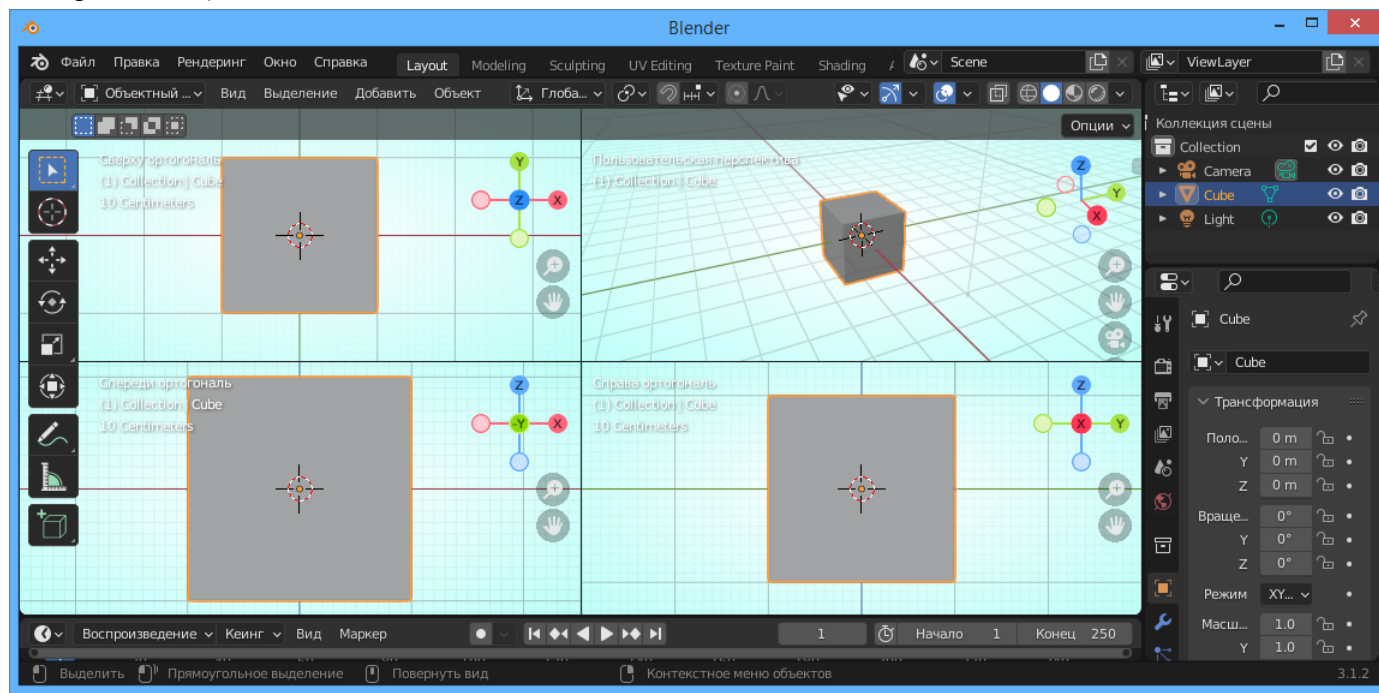 Blender
Файл Правка Рендеринг Окно Справка Layout Modeling Sculpting UV Editing Texture Paint Shading Scene ViewLayer
Объектный ... Вид Выделение Добавить Объект Глоба...
Опции
Коллекция сцены
Collection
Camera
Cube
Light
Сверху ортогональ
(1) Collection | Cube
10 Centimeters
Z
Y
X
Пользовательская перспектива
(1) Collection | Cube
Z
Y
X
Спереди ортогональ
(1) Collection | Cube
10 Centimeters
Z
-Y
X
Справа ортогональ
(1) Collection | Cube
10 Centimeters
Z
X
Y
Cube
Cube
Трансформация
Поло... 0 m
Y 0 m
Z 0 m
Враще... 0°
Y 0°
Z 0°
Режим XY...
Масш... 1.0
Y 1.0
Воспроизведение Кеинг Вид Маркер 1 Начало 1 Конец 250
Выделить Прямоугольное выделение Повернуть вид Контекстное меню объектов 3.1.2